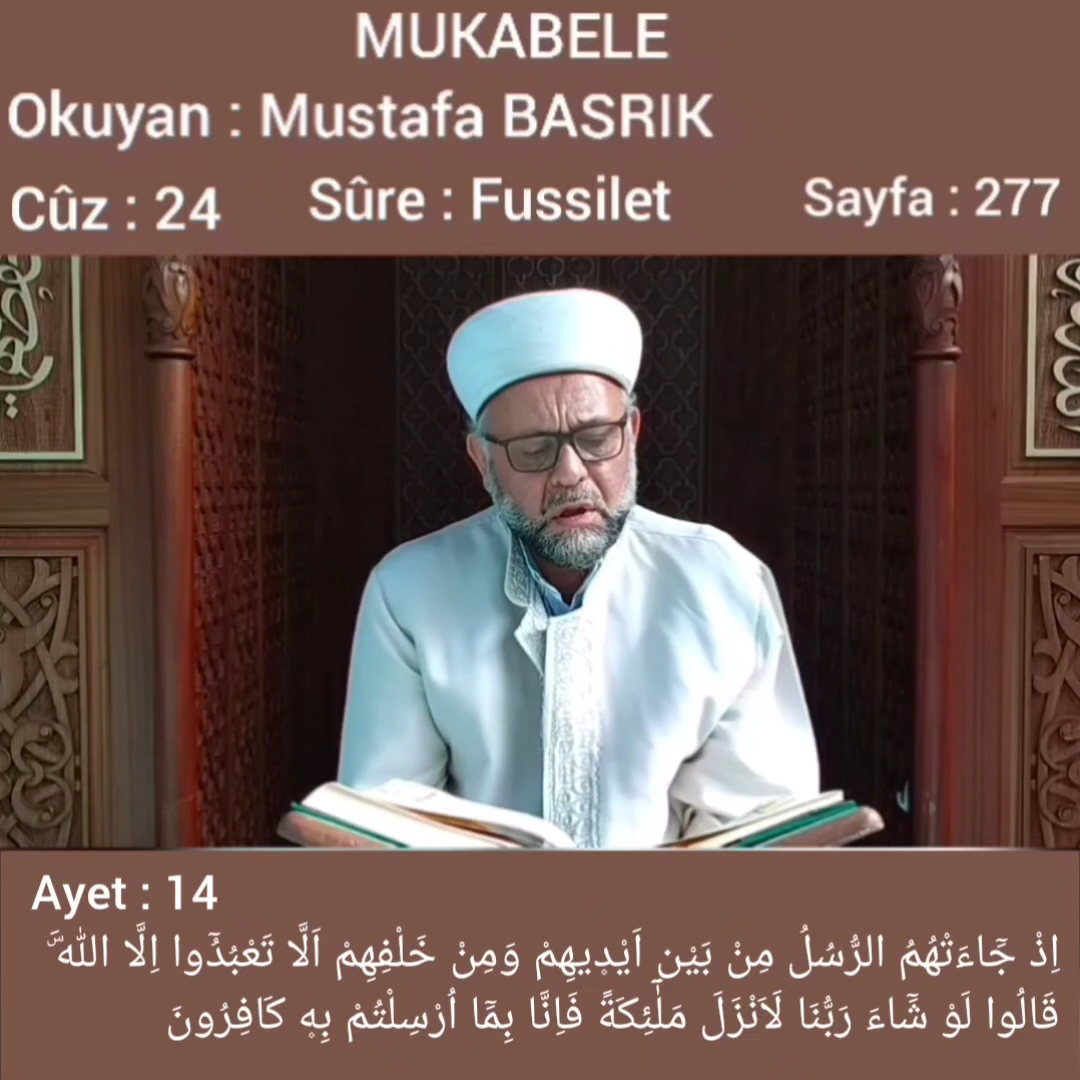 MUKABELE
Okuyan : Mustafa BASRIK
Cûz : 24 Sûre : Fussilet Sayfa : 277
Ayet : 14
اِذْ جَٓاءَتْهُمُ الرُّسُلُ مِنْ بَيْنِ اَيْد۪يهِمْ وَمِنْ خَلْفِهِمْ اَلَّا تَعْبُدُٓوا اِلَّا اللّٰهَۜ
قَالُوا لَوْ شَٓاءَ رَبُّنَا لَاَنْزَلَ مَلٰٓئِكَةً فَاِنَّا بِمَٓا اُرْسِلْتُمْ بِه۪ كَافِرُونَ